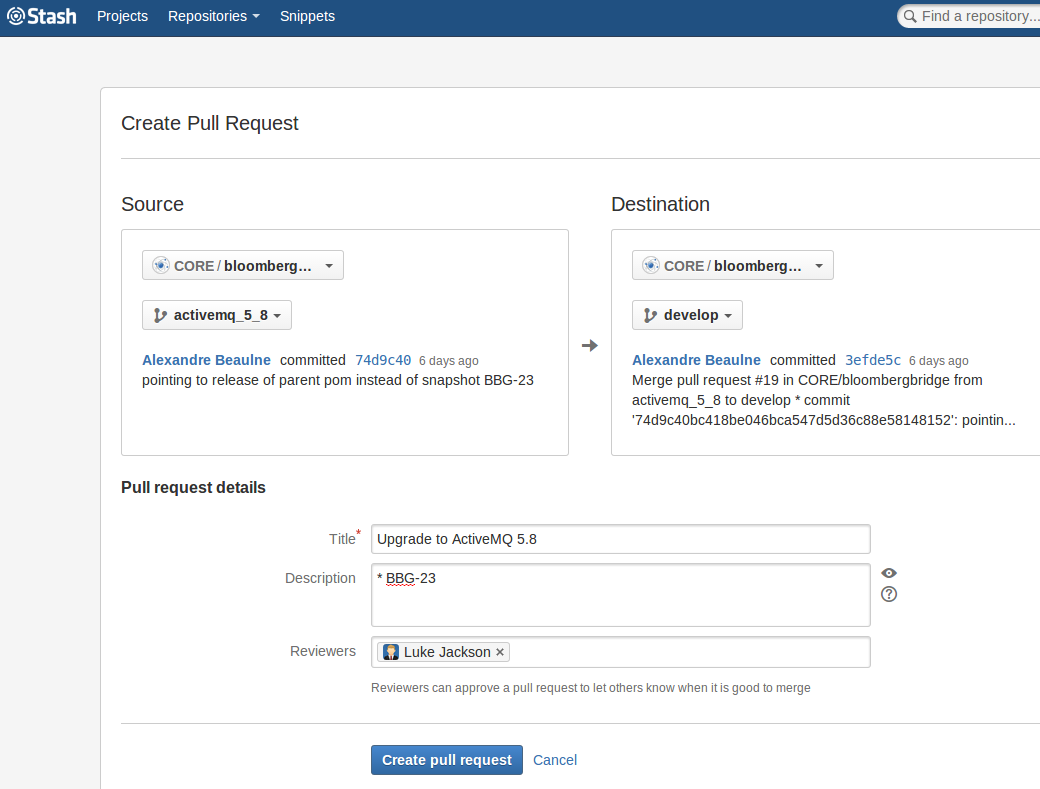 Stash Projects Repositories Snippets Find a repository...
Create Pull Request
Source
CORE/bloomberg...
activemq_5_8
Alexandre Beaulne committed 74d9c40 6 days ago
pointing to release of parent pom instead of snapshot BBG-23
Destination
CORE/bloomberg...
develop
Alexandre Beaulne committed 3efde5c 6 days ago
Merge pull request #19 in CORE/bloombergbridge from
activemq_5_8 to develop * commit
'74d9c40bc418be046bca547d5d36c88e58148152': pointin...
Pull request details
Title* Upgrade to ActiveMQ 5.8
Description * BBG-23
Reviewers Luke Jackson ×
Reviewers can approve a pull request to let others know when it is good to merge
Create pull request Cancel